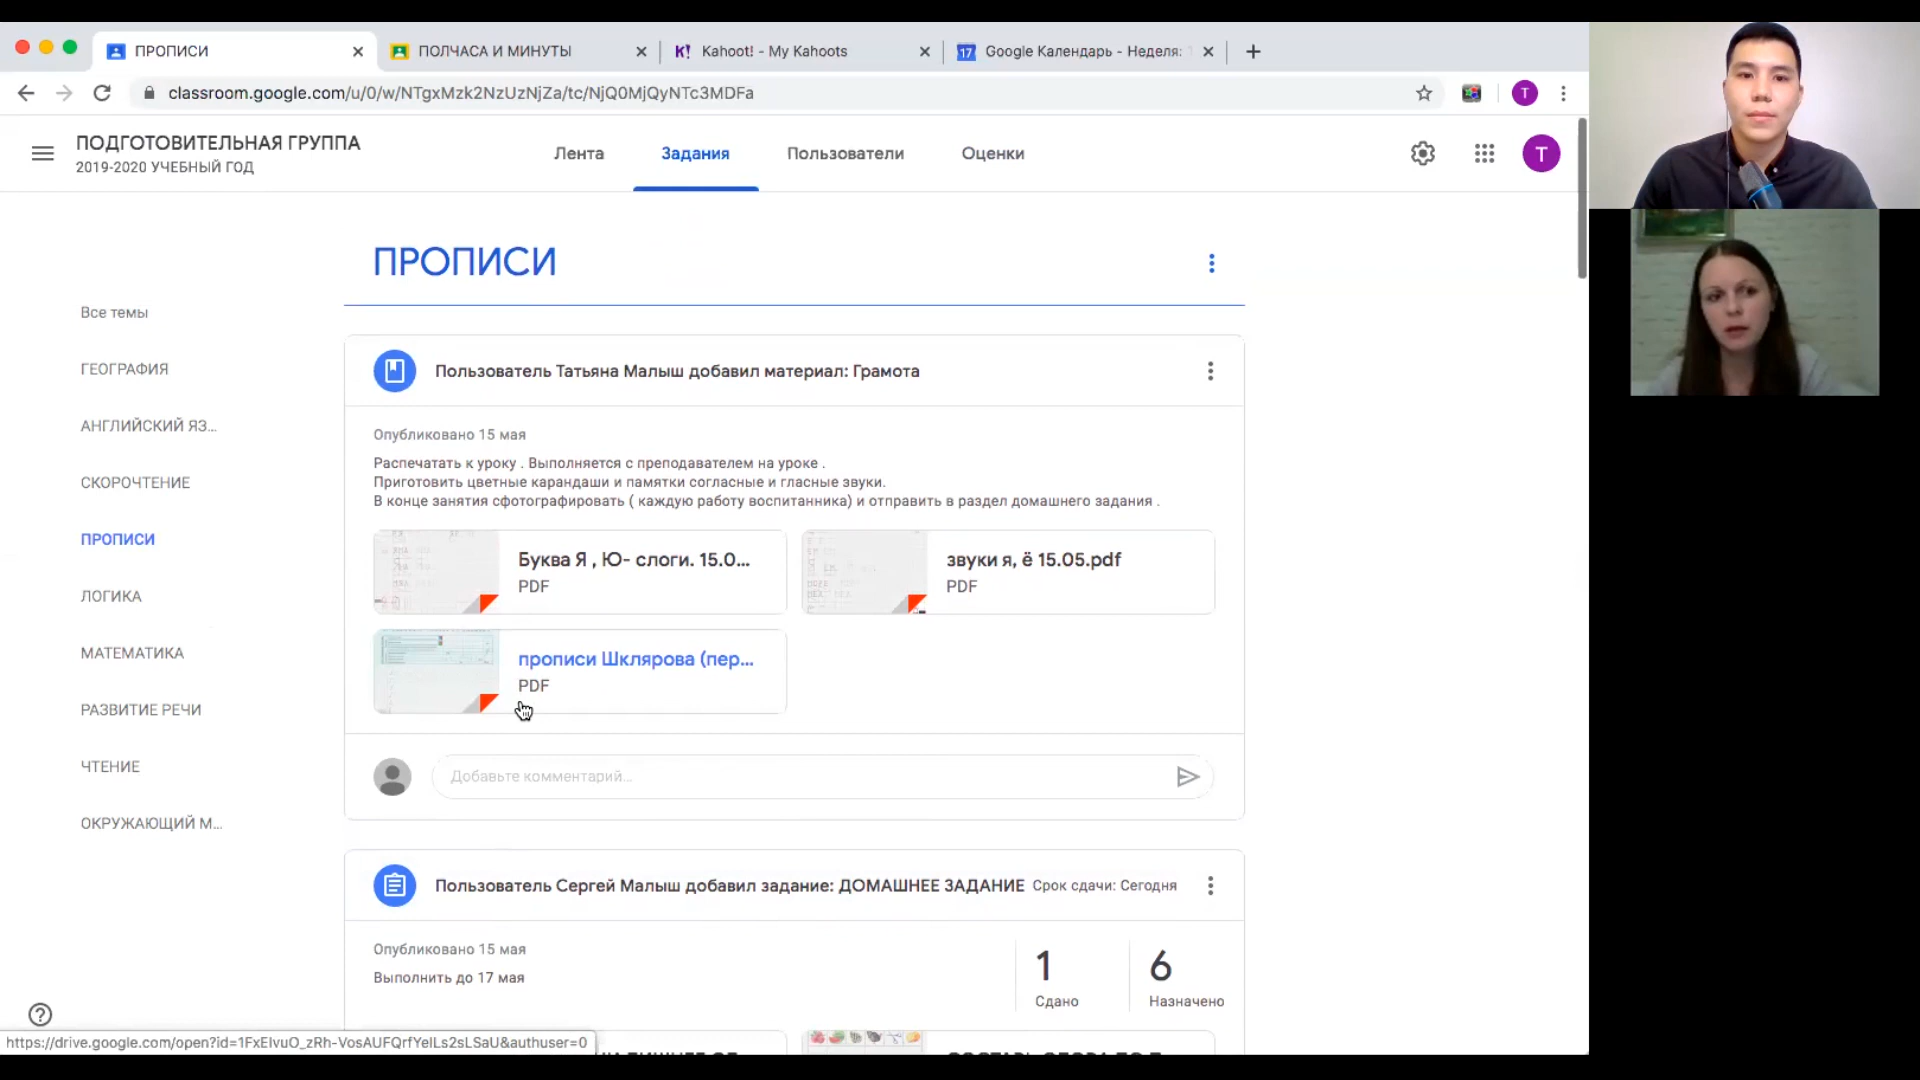 ПРОПИСИ
ПОЛЧАСА И МИНУТЫ
K! Kahoot! - My Kahoots
17 Google Календарь - Неделя:
classroom.google.com/u/0/w/NTgxMzk2NzUzNjZa/tc/NjQ0MjQyNTc3MDFa
T
ПОДГОТОВИТЕЛЬНАЯ ГРУППА
2019-2020 УЧЕБНЫЙ ГОД
Лента
Задания
Пользователи
Оценки
T
ПРОПИСИ
Все темы
ГЕОГРАФИЯ
АНГЛИЙСКИЙ ЯЗ...
СКОРОЧТЕНИЕ
ПРОПИСИ
ЛОГИКА
МАТЕМАТИКА
РАЗВИТИЕ РЕЧИ
ЧТЕНИЕ
ОКРУЖАЮЩИЙ М...
Пользователь Татьяна Малыш добавил материал: Грамота
Опубликовано 15 мая
Распечатать к уроку . Выполняется с преподавателем на уроке .
Приготовить цветные карандаши и памятки согласные и гласные звуки.
В конце занятия сфотографировать ( каждую работу воспитанника) и отправить в раздел домашнего задания .
Буква Я , Ю- слоги. 15.0...
PDF
звуки я, ё 15.05.pdf
PDF
прописи Шклярова (пер...
PDF
Добавьте комментарий...
Пользователь Сергей Малыш добавил задание: ДОМАШНЕЕ ЗАДАНИЕ
Срок сдачи: Сегодня
Опубликовано 15 мая
Выполнить до 17 мая
1
Сдано
6
Назначено
https://drive.google.com/open?id=1FxEIvuO_zRh-VosAUFQrfYeILs2sLSaU&authuser=0